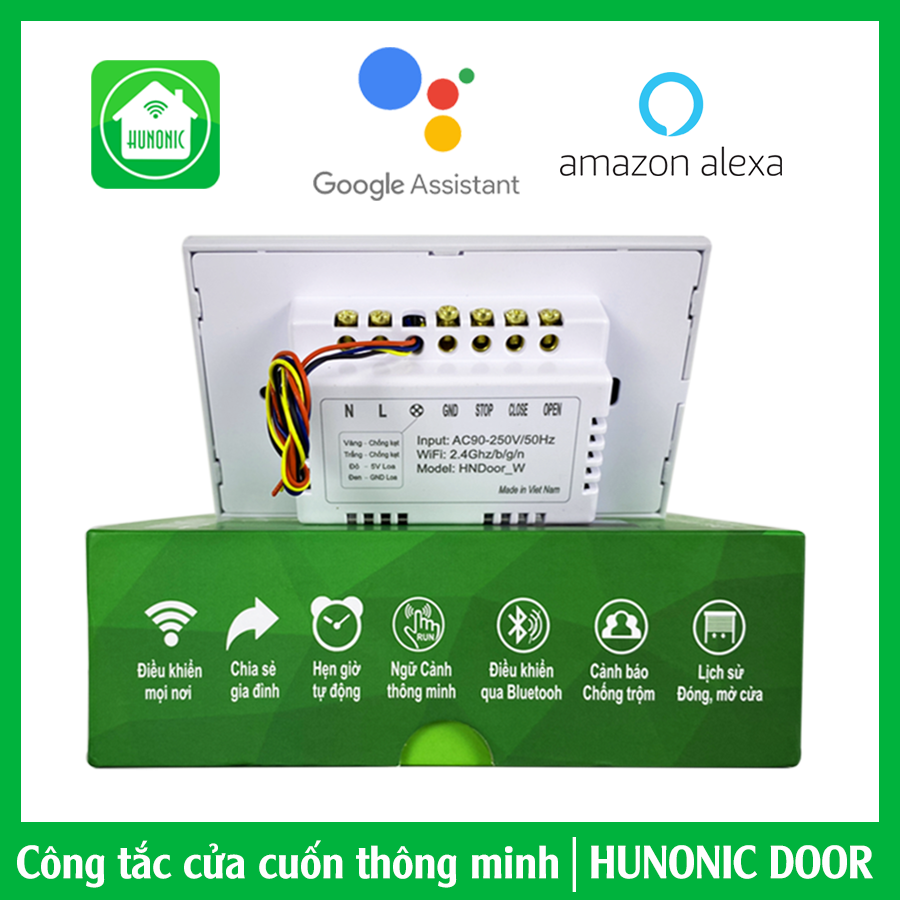 HUNONIC
Google Assistant
amazon alexa
N L GND STOP CLOSE OPEN
Vàng - Chống kẹt
Trắng - Chống kẹt
Đỏ - 5V Loa
Đen - GND Loa
Input: AC90-250V/50Hz
WiFi: 2.4Ghz/b/g/n
Model: HNDoor_W
Made in Viet Nam
Điều khiển
mọi nơi
Chia sẻ
gia đình
Hẹn giờ
tự động
RUN
Ngữ Cảnh
thông minh
Điều khiển
qua Bluetooh
Cảnh báo
Chống trộm
Lịch sử
Đóng, mở cửa
Công tắc cửa cuốn thông minh | HUNONIC DOOR